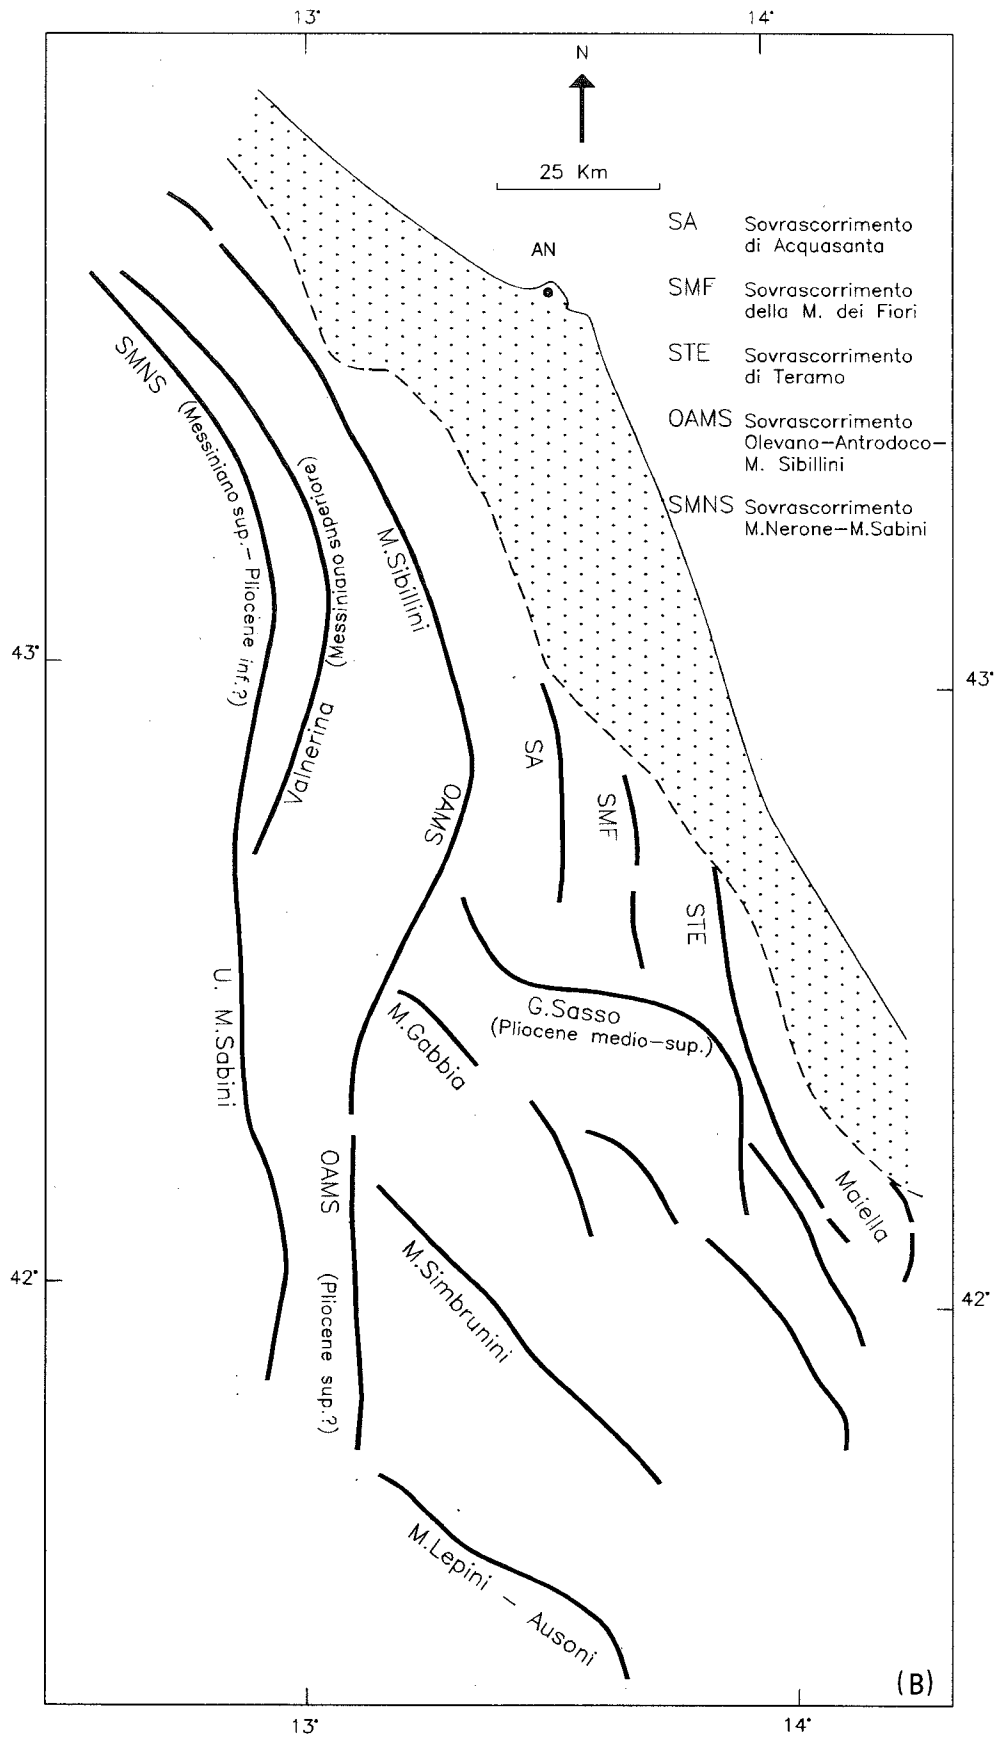 13°
14°
N
25 Km
AN
SA Sovrascorrimento
di Acquasanta
SMF Sovrascorrimento
della M. dei Fiori
STE Sovrascorrimento
di Teramo
OAMS Sovrascorrimento
Olevano-Antrodoco-
M. Sibillini
SMNS Sovrascorrimento
M.Nerone-M.Sabini
SMNS
(Messiniano sup.- Pliocene inf.?)
(Messiniano superiore)
Valnerina
M.Sibillini
43°
43°
SA
OAMS
SMF
STE
U. M.Sabini
M.Gabbia
G.Sasso
(Pliocene medio-sup.)
OAMS
(Pliocene sup.?)
M.Simbrunini
Maiella
42°
42°
M.Lepini - Ausoni
(B)
13°
14°